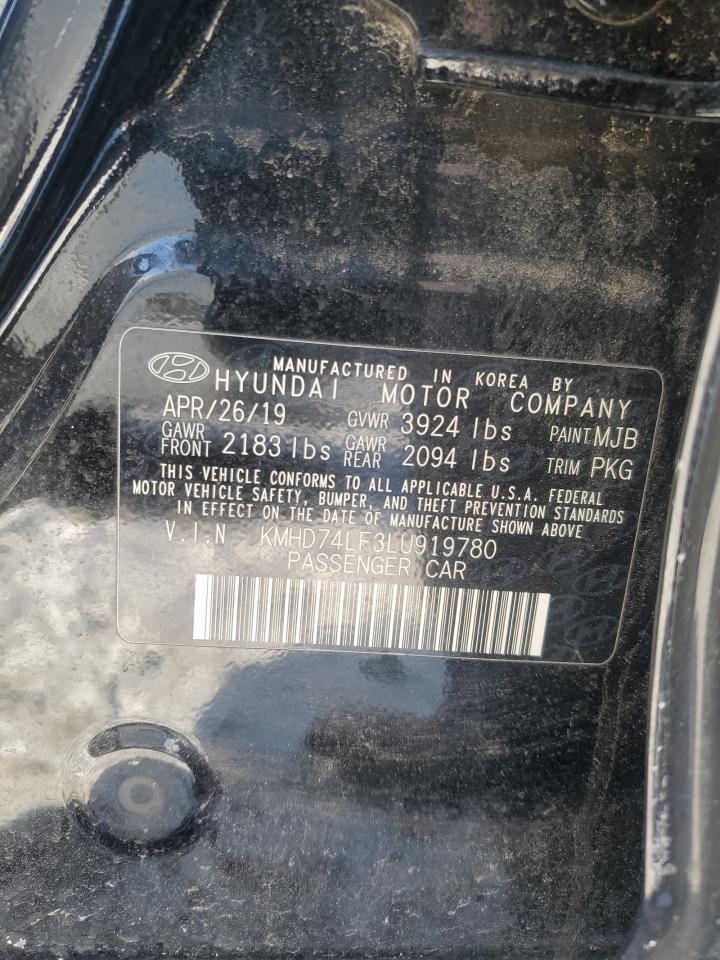 MANUFACTURED IN KOREA BY
HYUNDAI MOTOR COMPANY
APR/26/19 GVWR 3924 lbs PAINT MJB
GAWR FRONT 2183 lbs GAWR REAR 2094 lbs TRIM PKG
THIS VEHICLE CONFORMS TO ALL APPLICABLE U.S.A. FEDERAL
MOTOR VEHICLE SAFETY, BUMPER, AND THEFT PREVENTION STANDARDS
IN EFFECT ON THE DATE OF MANUFACTURE SHOWN ABOVE
V.I.N KMHD74LF3LU919780
PASSENGER CAR